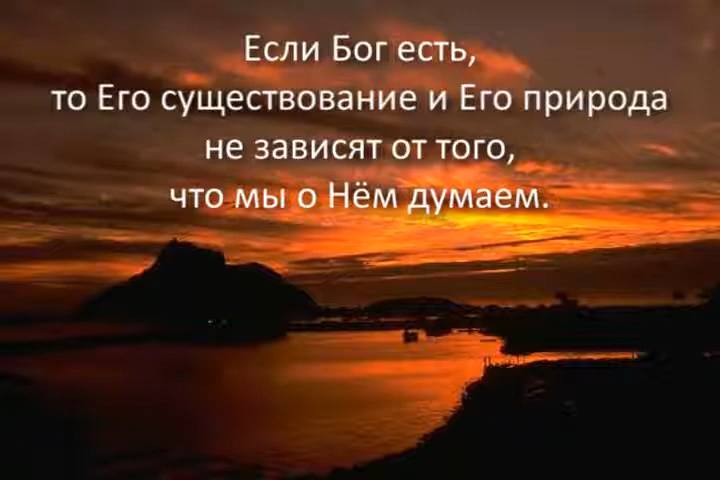 Если Бог есть,
то Его существование и Его природа
не зависят от того,
что мы о Нём думаем.